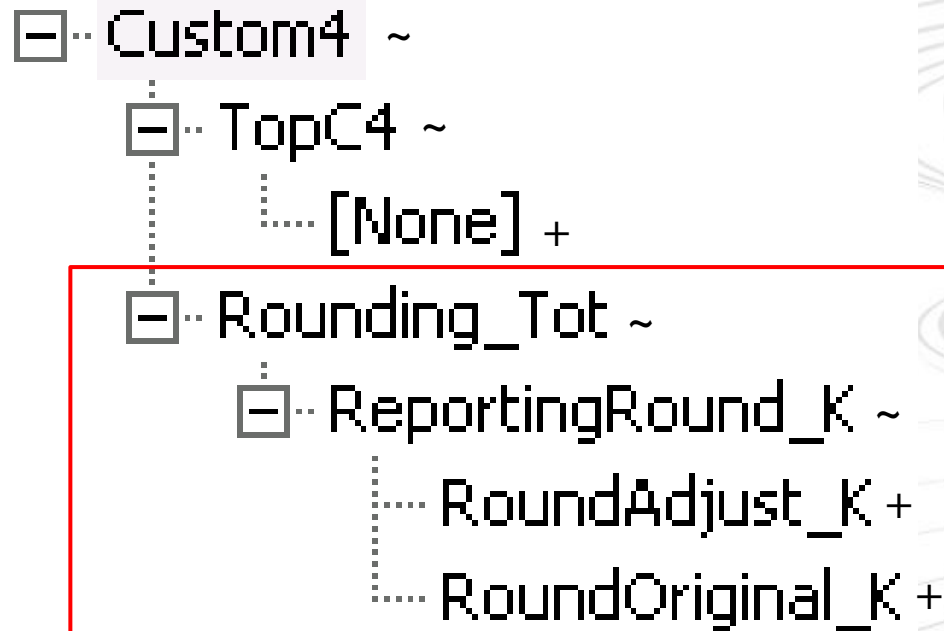 Custom4 ~
TopC4 ~
[None] +
Rounding_Tot ~
ReportingRound_K ~
RoundAdjust_K +
RoundOriginal_K +